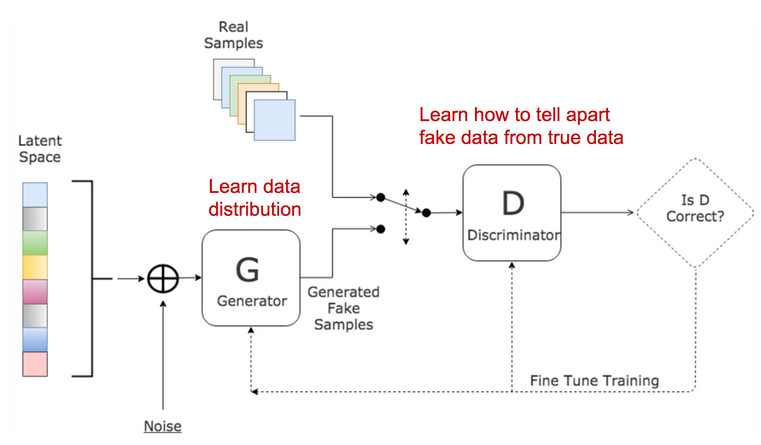 Real
Samples
Learn how to tell apart
fake data from true data
Latent
Space
Learn data
distribution
D
Discriminator
Is D
Correct?
G
Generator
Generated
Fake
Samples
Fine Tune Training
Noise